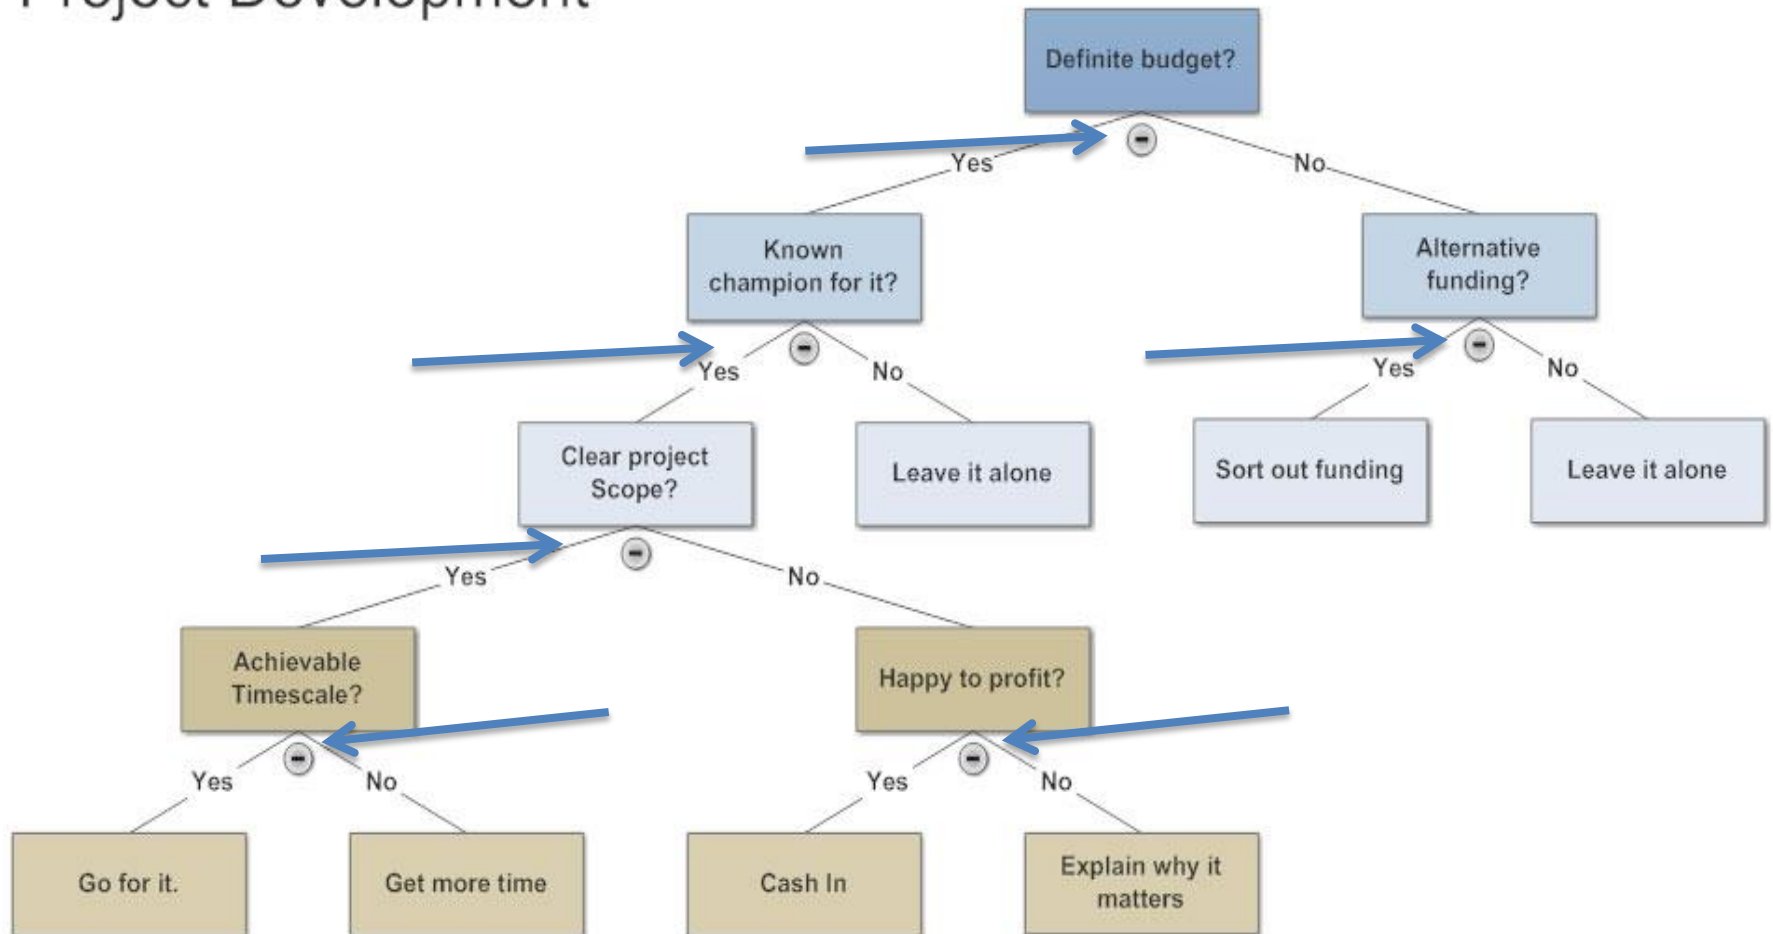 Project Development
Definite budget?
Yes
No
Known
champion for it?
Alternative
funding?
Yes
No
Yes
No
Clear project
Scope?
Leave it alone
Sort out funding
Leave it alone
Yes
No
Achievable
Timescale?
Happy to profit?
Yes
No
Yes
No
Go for it.
Get more time
Cash In
Explain why it
matters